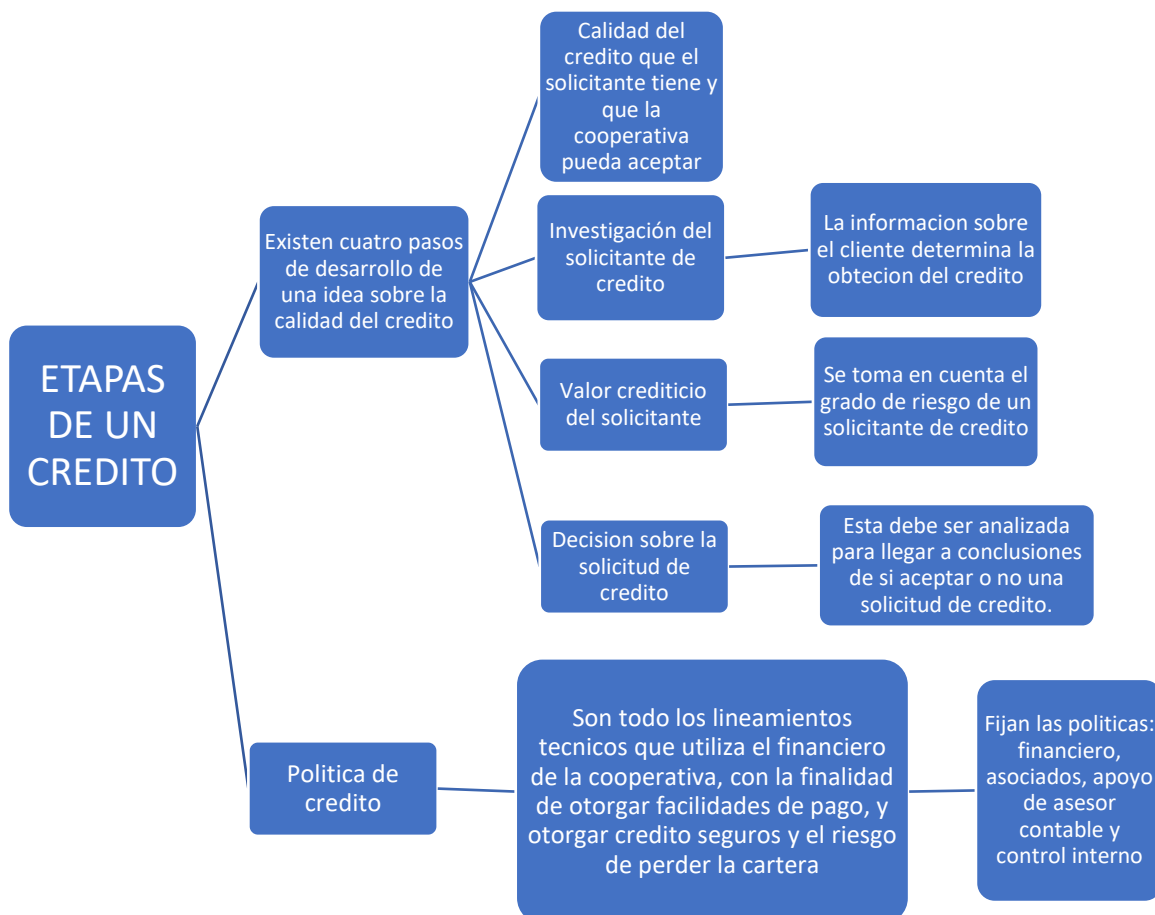 Calidad del
credito que el
solicitante tiene y
que la
cooperativa
pueda aceptar
Existen cuatro pasos
de desarrollo de
una idea sobre la
calidad del credito
Investigación del
solicitante de
credito
La informacion sobre
el cliente determina la
obtecion del credito
ETAPAS
DE UN
CREDITO
Valor crediticio
del solicitante
Se toma en cuenta el
grado de riesgo de un
solicitante de credito
Decision sobre la
solicitud de
credito
Esta debe ser analizada
para llegar a conclusiones
de si aceptar o no una
solicitud de credito.
Politica de
credito
Son todo los lineamientos
tecnicos que utiliza el financiero
de la cooperativa, con la finalidad
de otorgar facilidades de pago, y
otorgar credito seguros y el riesgo
de perder la cartera
Fijan las politicas:
financiero,
asociados, apoyo
de asesor
contable y
control interno